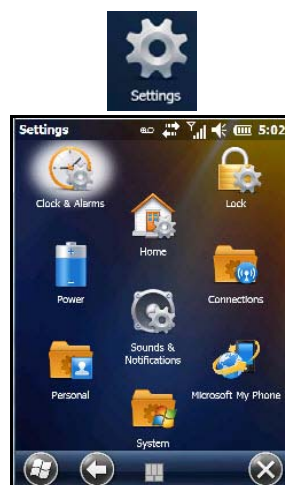 Settings
Settings 5:02
Clock & Alarms
Lock
Home
Power
Connections
Sounds &
Notifications
Personal
Microsoft My Phone
System